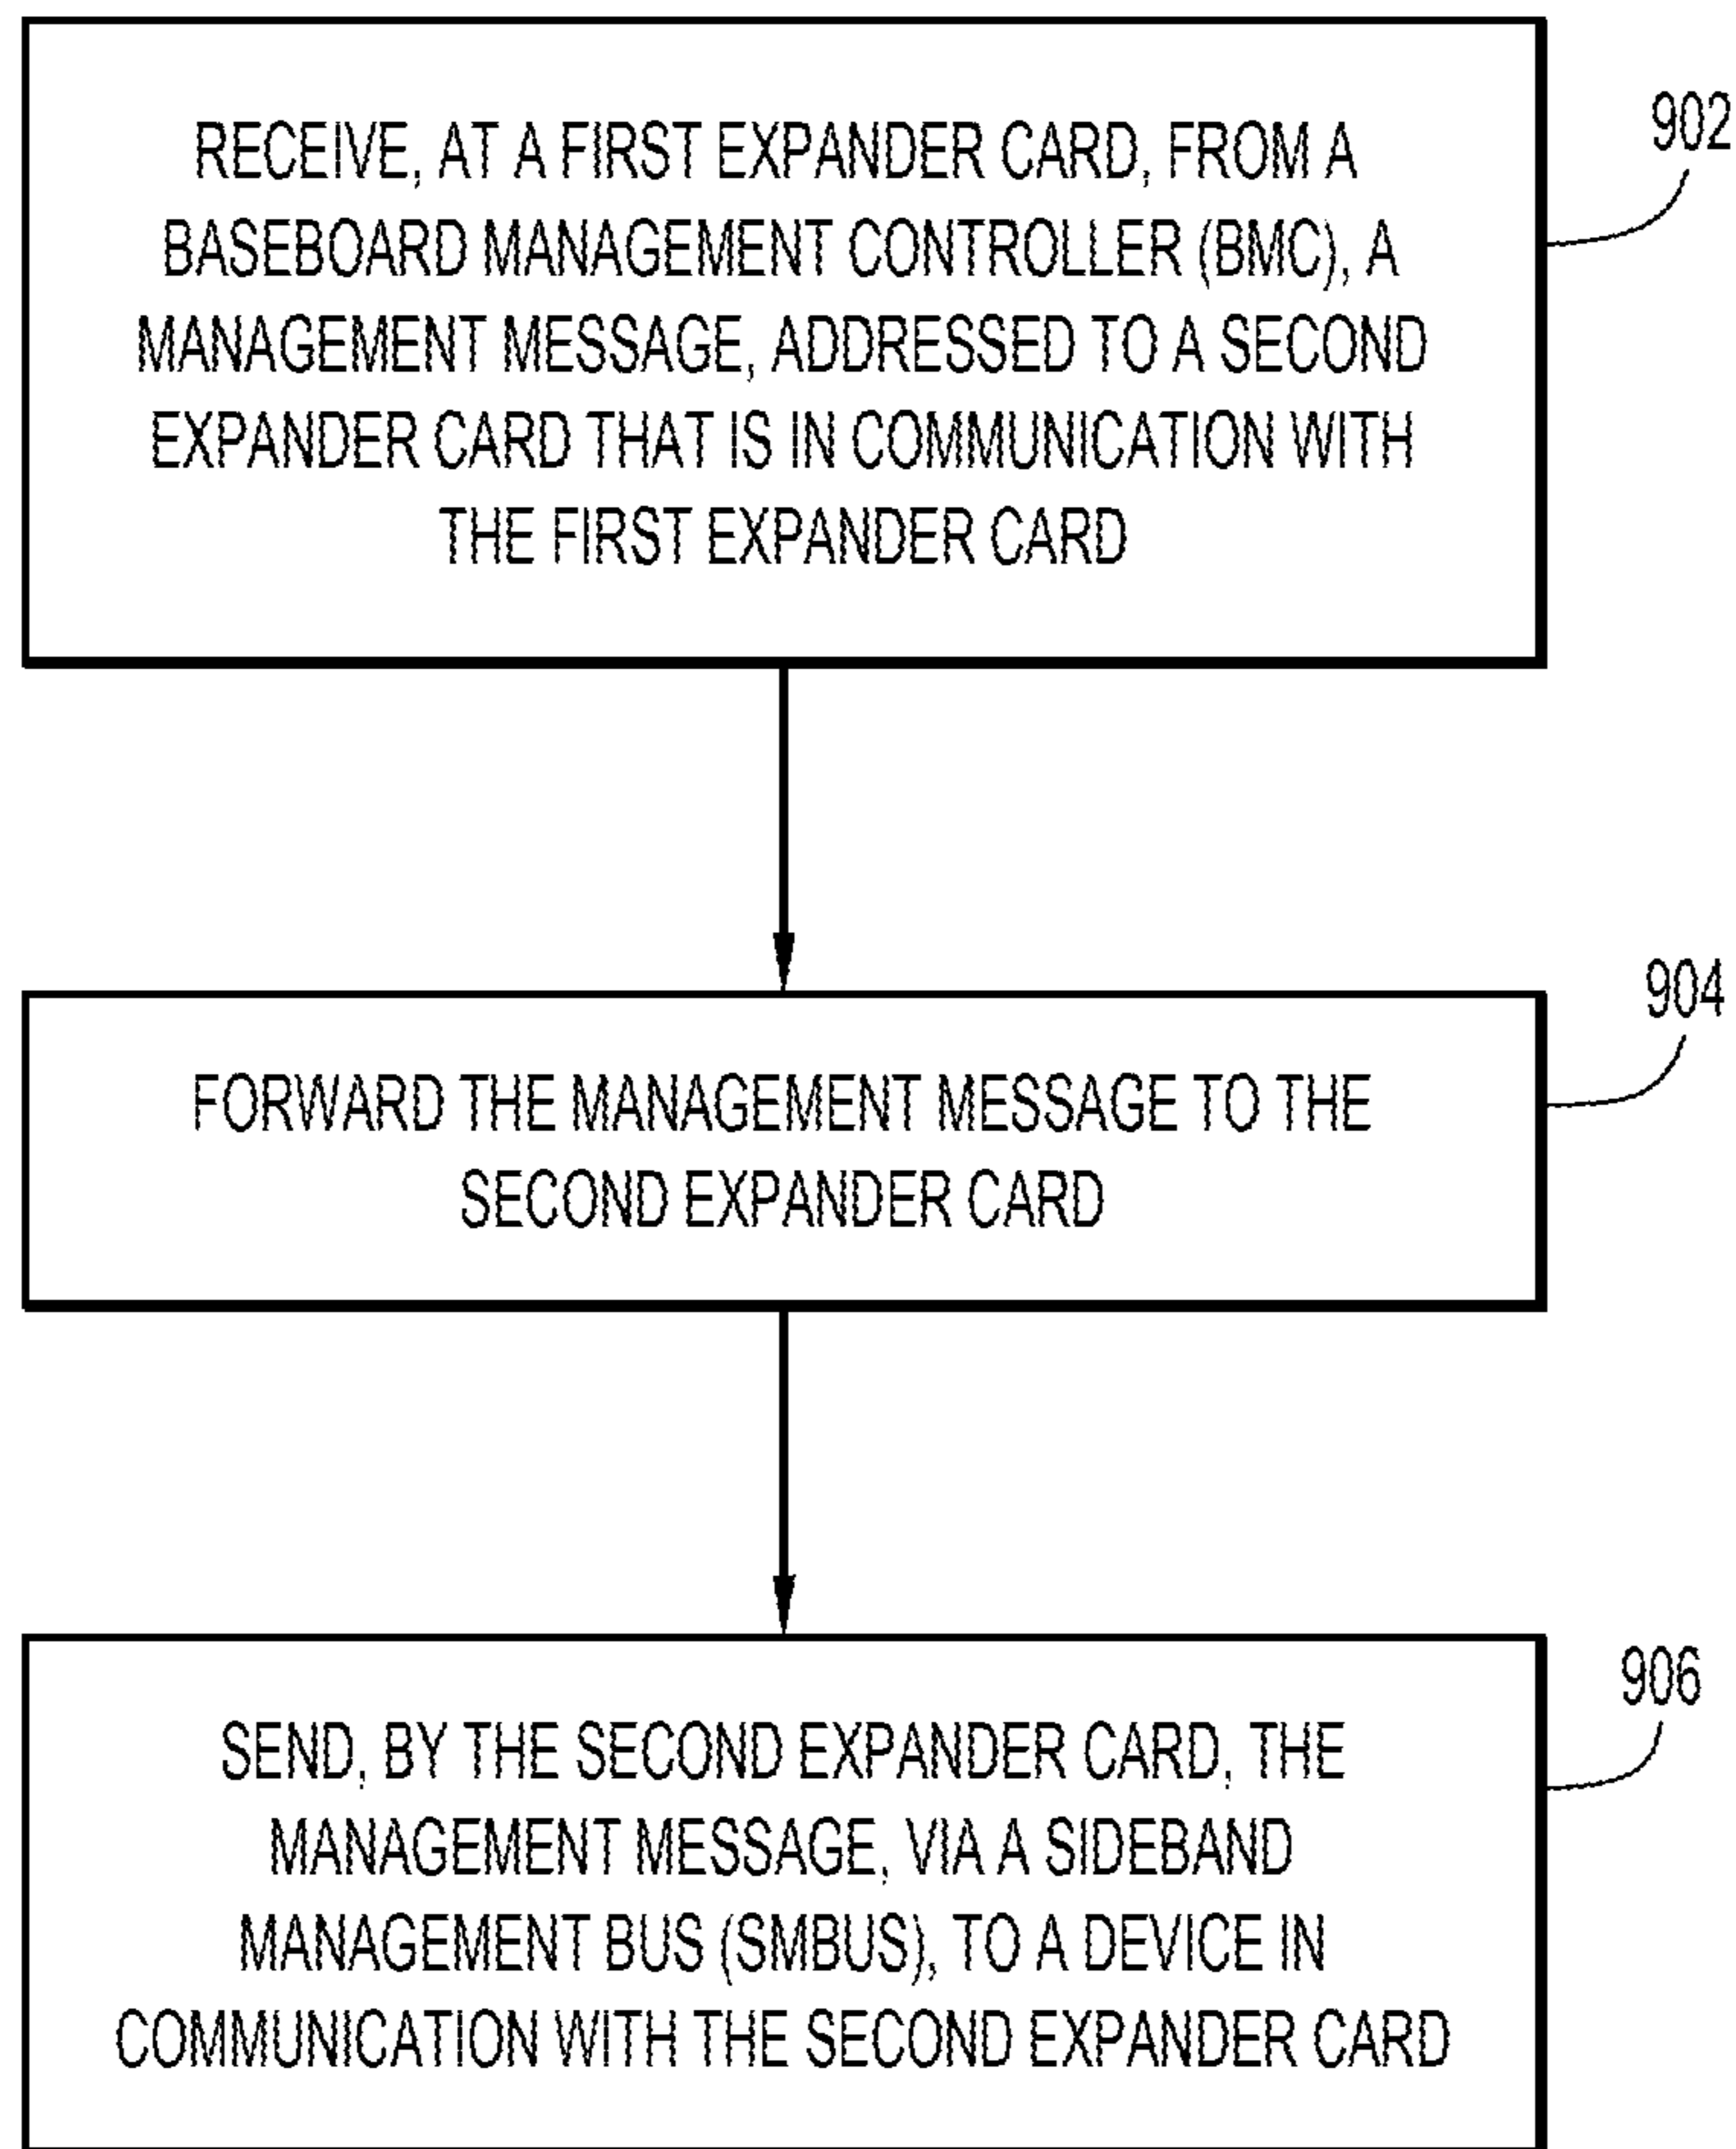 RECEIVE, AT A FIRST EXPANDER CARD, FROM A
BASEBOARD MANAGEMENT CONTROLLER (BMC), A
MANAGEMENT MESSAGE, ADDRESSED TO A SECOND
EXPANDER CARD THAT IS IN COMMUNICATION WITH
THE FIRST EXPANDER CARD
902
FORWARD THE MANAGEMENT MESSAGE TO THE
SECOND EXPANDER CARD
904
SEND, BY THE SECOND EXPANDER CARD, THE
MANAGEMENT MESSAGE, VIA A SIDEBAND
MANAGEMENT BUS (SMBUS), TO A DEVICE IN
COMMUNICATION WITH THE SECOND EXPANDER CARD
906